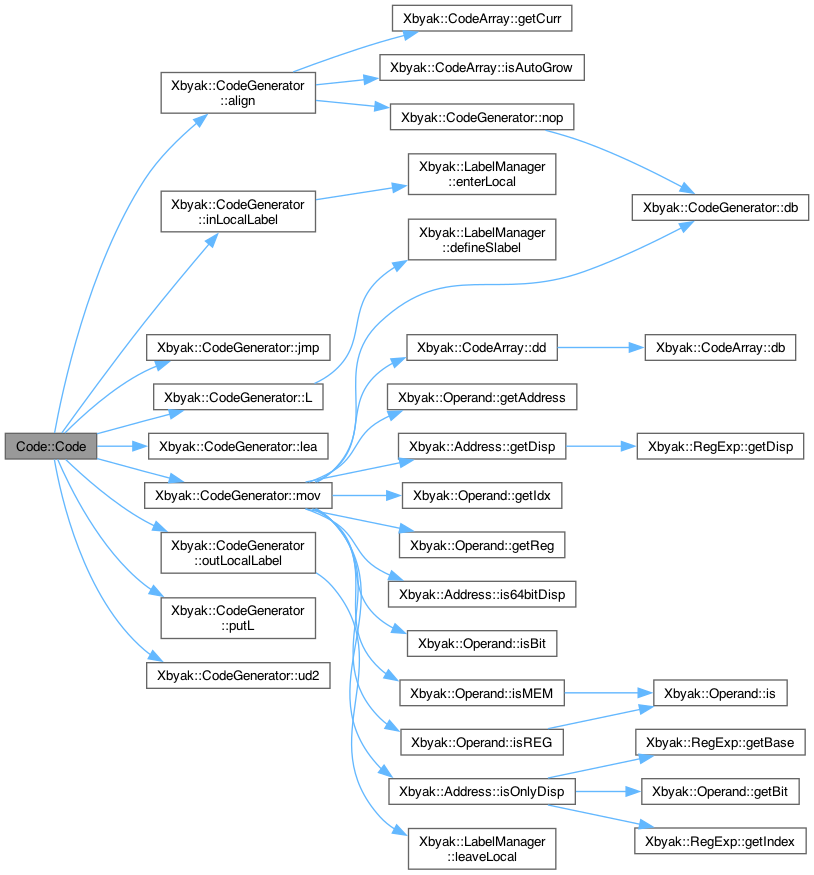 Code::Code
Xbyak::CodeGenerator
::align
Xbyak::CodeGenerator
::inLocalLabel
Xbyak::CodeGenerator::jmp
Xbyak::CodeGenerator::L
Xbyak::CodeGenerator::lea
Xbyak::CodeGenerator::mov
Xbyak::CodeGenerator
::outLocalLabel
Xbyak::CodeGenerator
::putL
Xbyak::CodeGenerator::ud2
Xbyak::CodeArray::getCurr
Xbyak::CodeArray::isAutoGrow
Xbyak::CodeGenerator::nop
Xbyak::LabelManager
::enterLocal
Xbyak::LabelManager
::defineSlabel
Xbyak::CodeArray::dd
Xbyak::Operand::getAddress
Xbyak::Address::getDisp
Xbyak::Operand::getIdx
Xbyak::Operand::getReg
Xbyak::Address::is64bitDisp
Xbyak::Operand::isBit
Xbyak::Operand::isMEM
Xbyak::Operand::isREG
Xbyak::Address::isOnlyDisp
Xbyak::LabelManager
::leaveLocal
Xbyak::CodeGenerator::db
Xbyak::CodeArray::db
Xbyak::RegExp::getDisp
Xbyak::Operand::is
Xbyak::RegExp::getBase
Xbyak::Operand::getBit
Xbyak::RegExp::getIndex